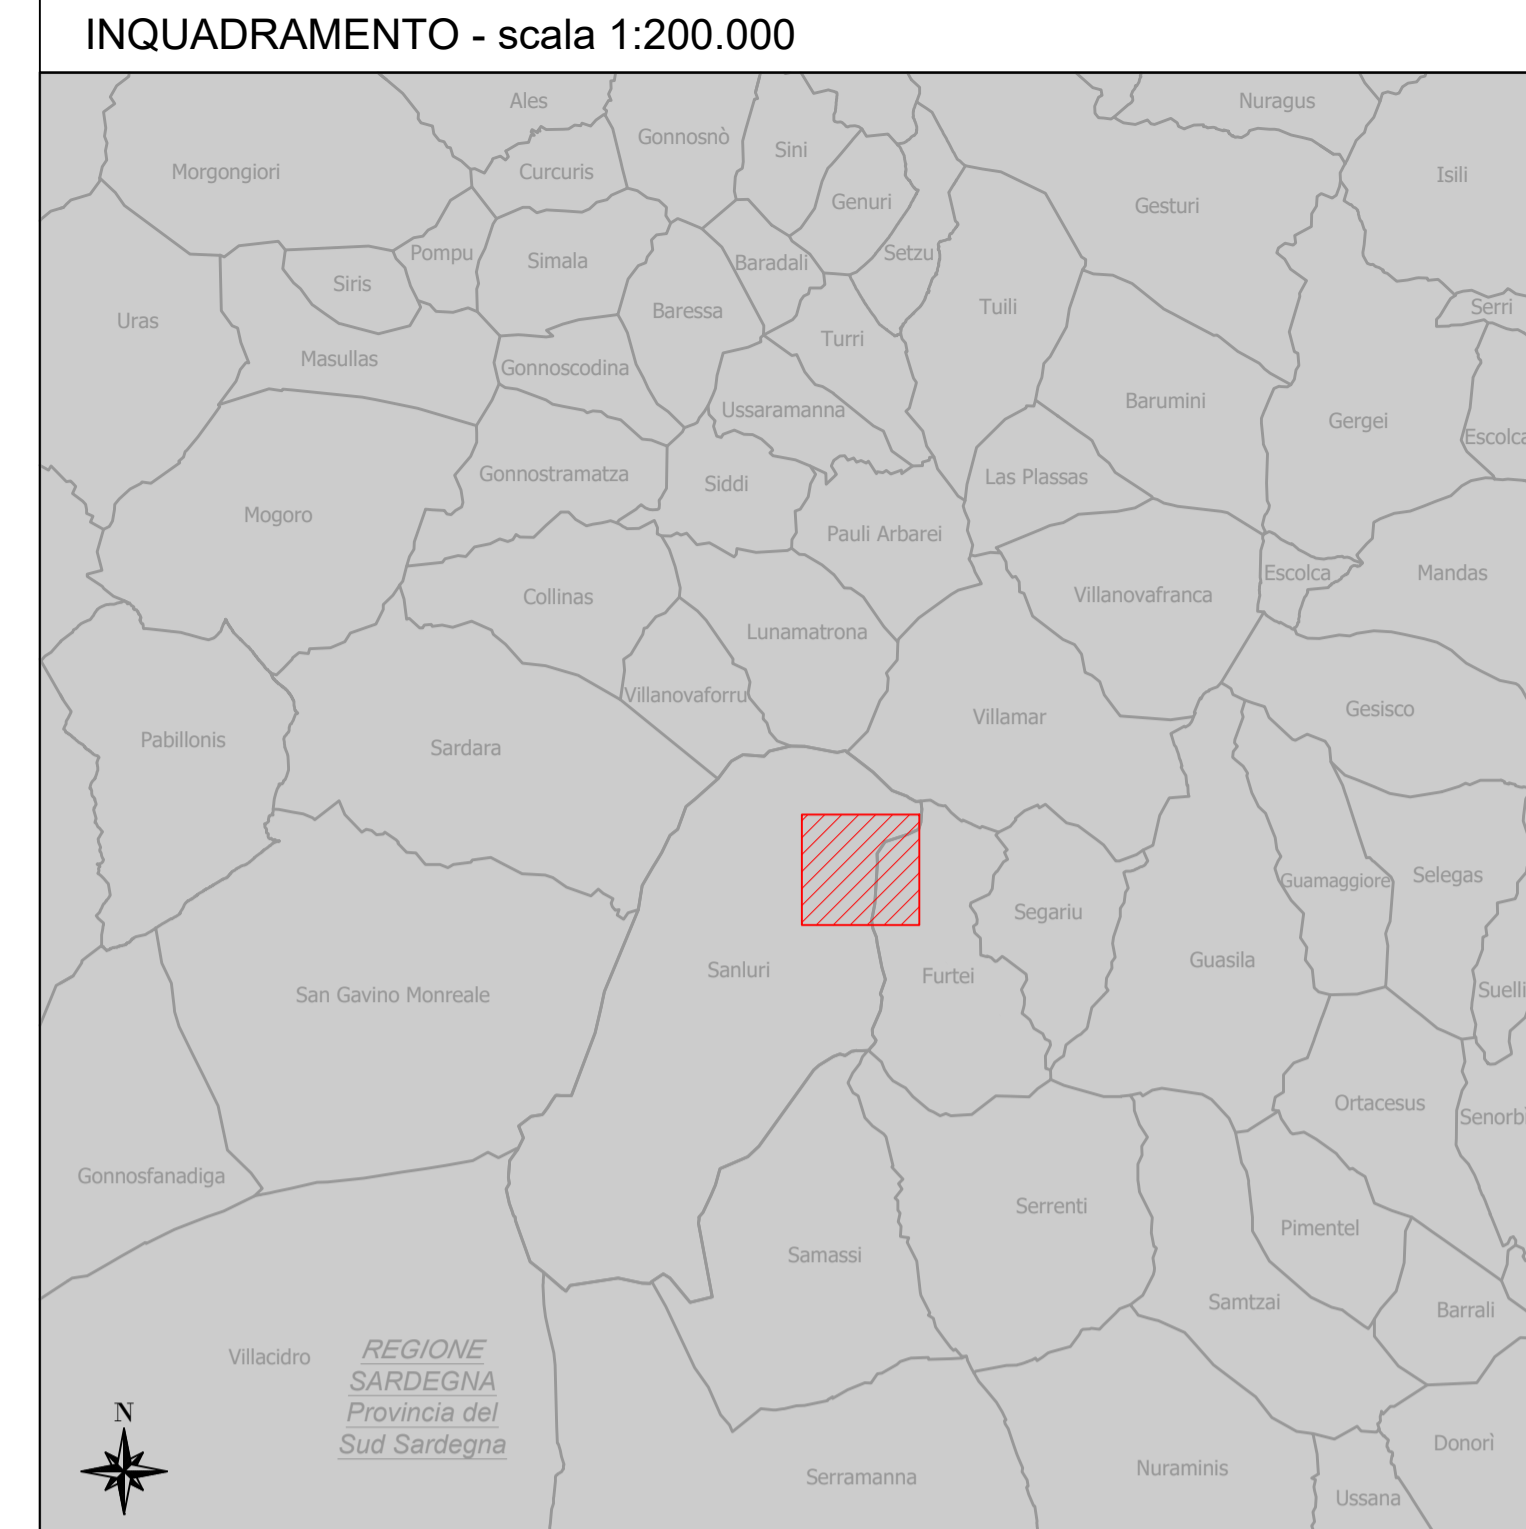 INQUADRAMENTO - scala 1:200.000
Ales
Nuragus
Gonnosnò
Sini
Morgongiori
Curcuris
Isili
Genuri
Gesturi
Pompu
Setzu
Simala
Baradali
Siris
Tuili
Serri
Baressa
Uras
Turri
Masullas
Gonnoscodina
Barumini
Ussaramanna
Gergei
Escolca
Gonnostramatza
Las Plassas
Siddi
Mogoro
Pauli Arbarei
Escolca
Mandas
Collinas
Villanovafranca
Lunamatrona
Villanovaforru
Gesisco
Villamar
Pabillonis
Sardara
Selegas
Guamaggiore
Segariu
Guasila
Sanluri
Furtei
Suelli
San Gavino Monreale
Ortacesus
Senorbì
Gonnosfanadiga
Serrenti
Pimentel
Samassi
Samtzai
Barrali
Villacidro
REGIONE
SARDEGNA
Provincia del
Sud Sardegna
N
Donorì
Nuraminis
Serramanna
Ussana